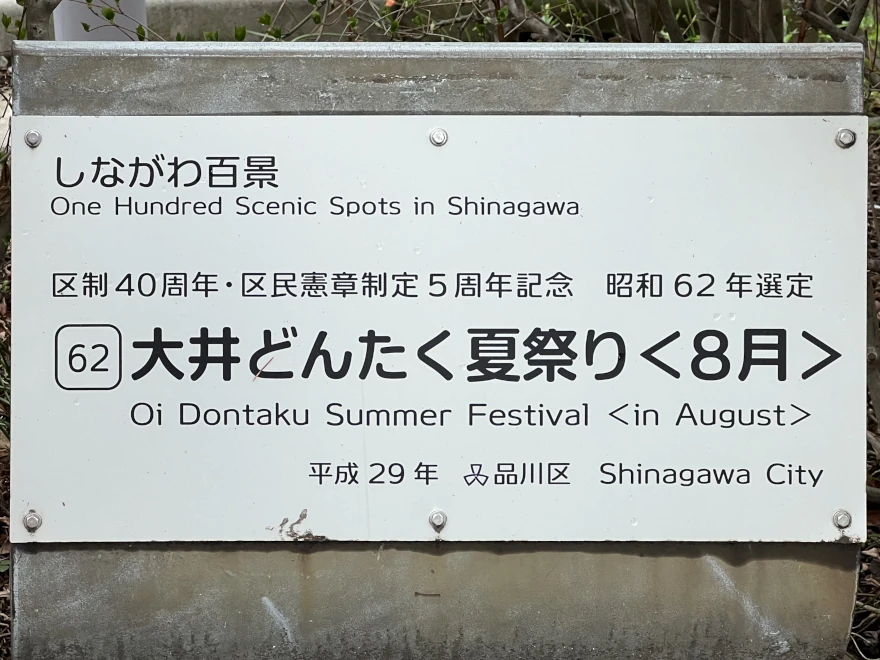 しながわ百景
One Hundred Scenic Spots in Shinagawa
区制40周年・区民憲章制定5周年記念　昭和62年選定
62 大井どんたく夏祭り<8月>
Oi Dontaku Summer Festival <in August>
平成29年 品川区 Shinagawa City